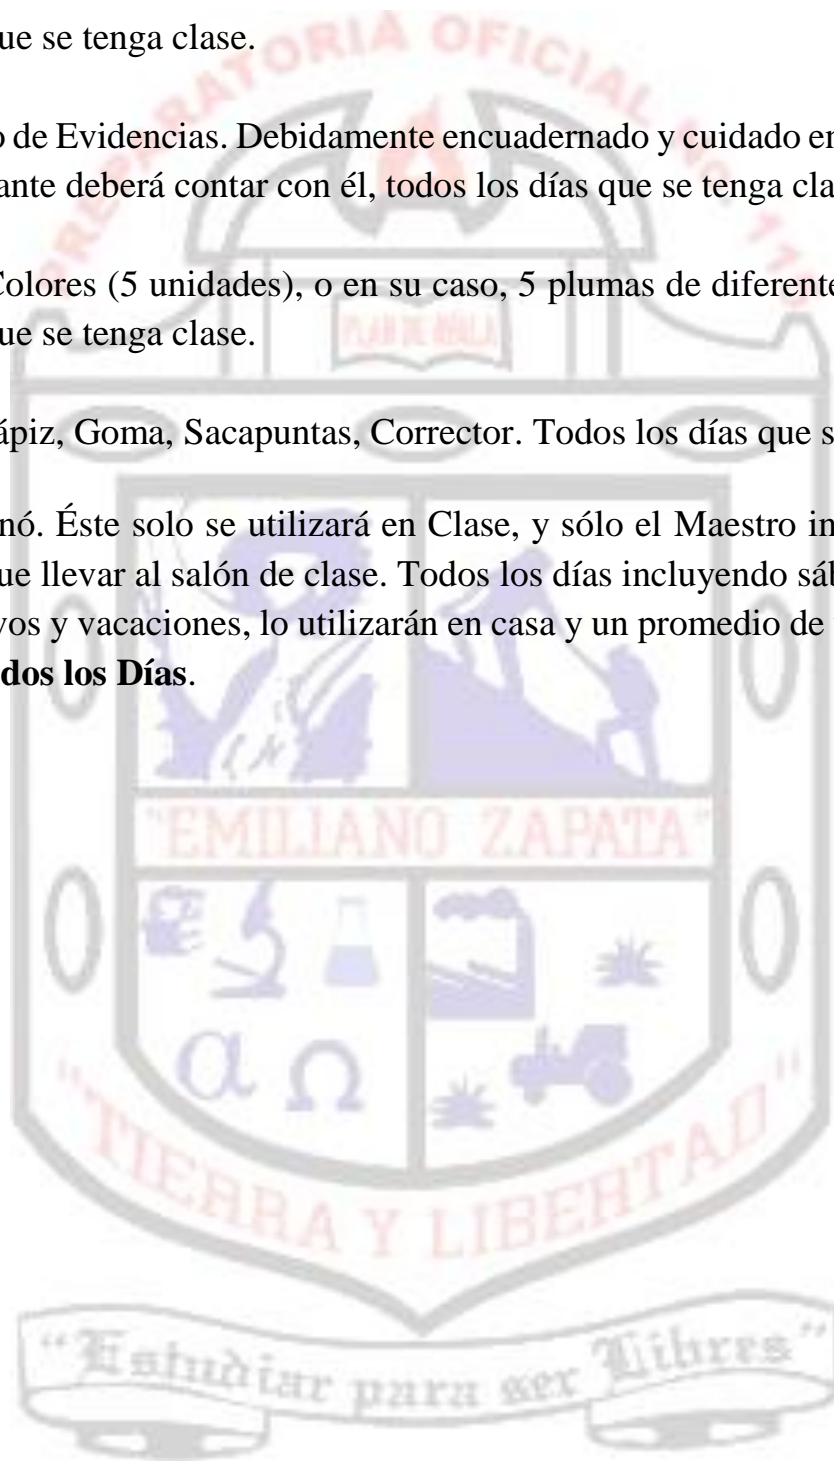 ue se tenga clase.
PREPARATORIA OFICIAL No.
o de Evidencias. Debidamente encuadernado y cuidado en
ante deberá contar con él, todos los días que se tenga cla
Colores (5 unidades), o en su caso, 5 plumas de diferente
ue se tenga clase.
PLAN DE AYALA
ápiz, Goma, Sacapuntas, Corrector. Todos los días que s
nó. Éste solo se utilizará en Clase, y sólo el Maestro in
ue llevar al salón de clase. Todos los días incluyendo sáb
vos y vacaciones, lo utilizarán en casa y un promedio de
dos los Días.
"EMILIANO ZAPATA"
α Ω
"TIERRA Y LIBERTAD"
"Estudiar para ser Libres"